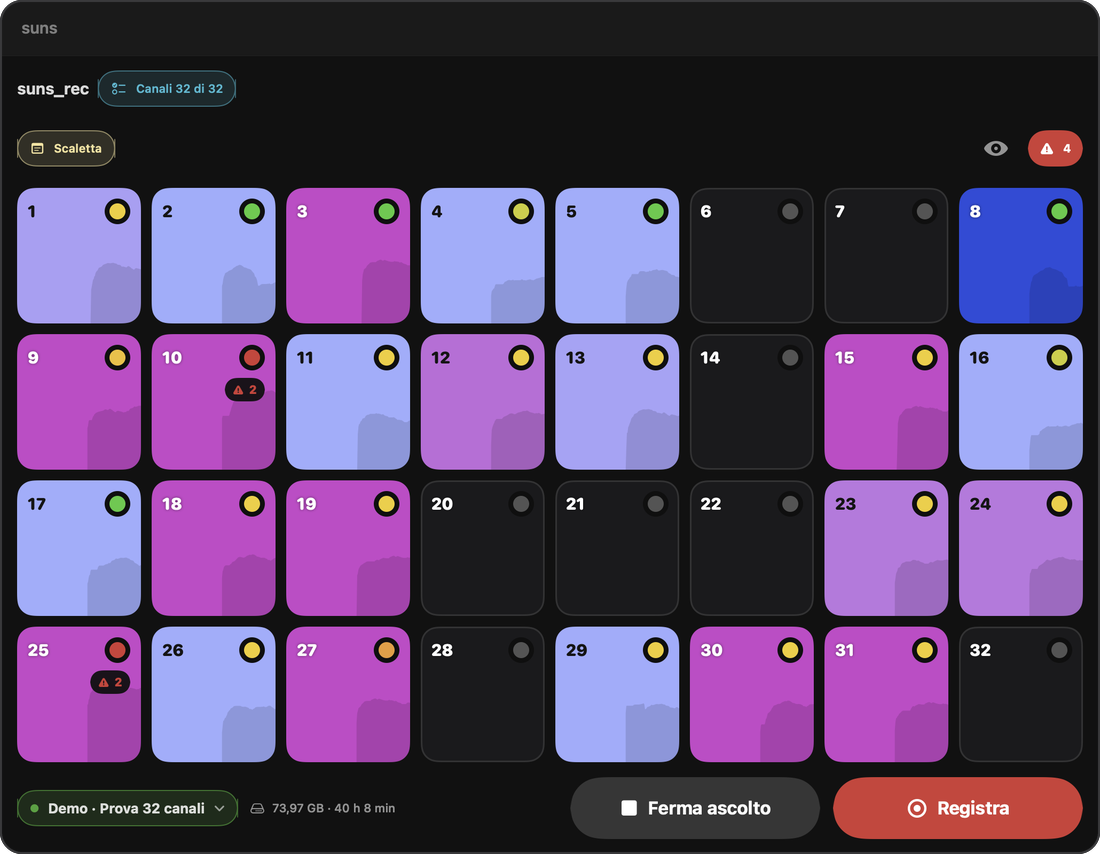 suns
suns_rec Canali 32 di 32
Scaletta 4
1 2 3 4 5 6 7 8
9 10 11 12 13 14 15 16
2
17 18 19 20 21 22 23 24
25 26 27 28 29 30 31 32
2
Demo · Prova 32 canali 73,97 GB · 40 h 8 min Ferma ascolto Registra